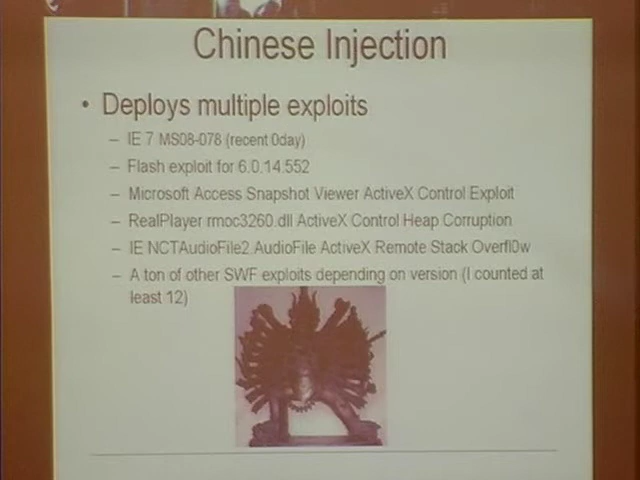 Chinese Injection
• Deploys multiple exploits
– IE 7 MS08-078 (recent 0day)
– Flash exploit for 6.0.14.552
– Microsoft Access Snapshot Viewer ActiveX Control Exploit
– RealPlayer rmoc3260.dll ActiveX Control Heap Corruption
– IE NCTAudioFile2.AudioFile ActiveX Remote Stack Overfl0w
– A ton of other SWF exploits depending on version (I counted at
least 12)